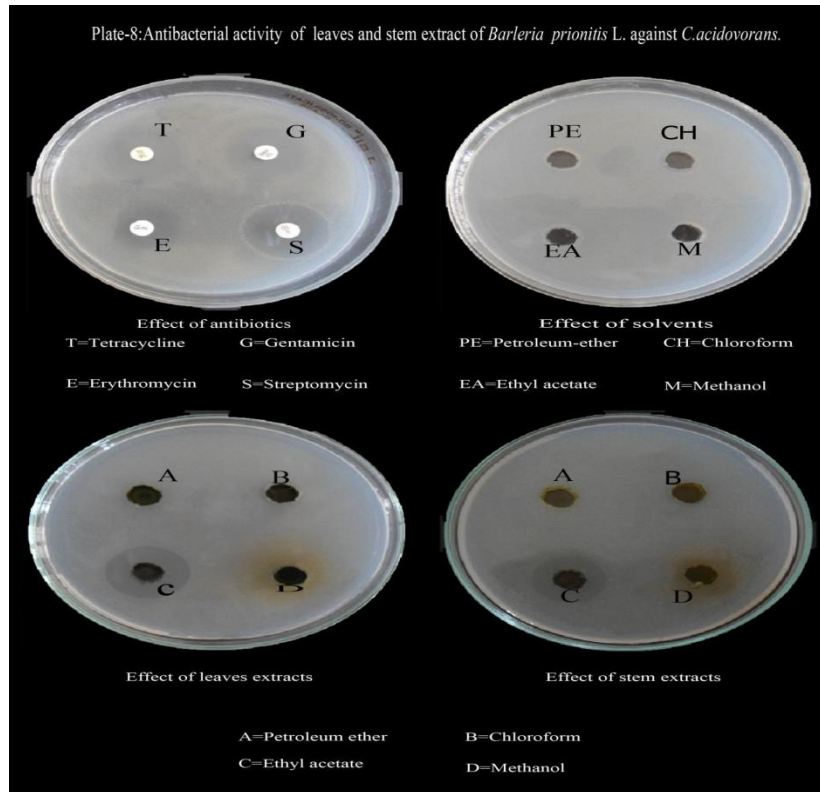 Plate-8:Antibacterial activity of leaves and stem extract of Barleria prionitis L. against C.acidovorans.
T G
E S
PE CH
EA M
Effect of antibiotics
T=Tetracycline G=Gentamicin
E=Erythromycin S=Streptomycin
Effect of solvents
PE=Petroleum-ether CH=Chloroform
EA=Ethyl acetate M=Methanol
A B
C D
A B
C D
Effect of leaves extracts
Effect of stem extracts
A=Petroleum ether B=Chloroform
C=Ethyl acetate D=Methanol